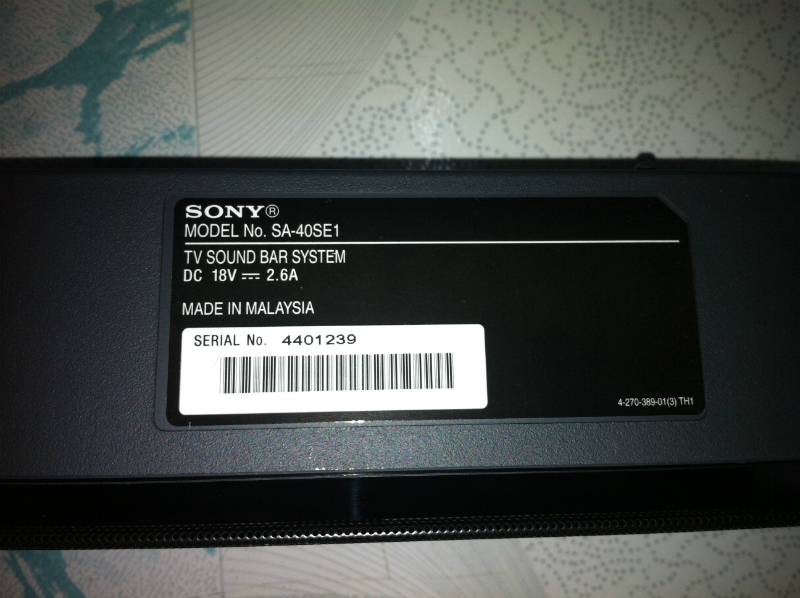 SONY®
MODEL No. SA-40SE1
TV SOUND BAR SYSTEM
DC 18V ⎓ 2.6A
MADE IN MALAYSIA
SERIAL No. 4401239
4-270-389-01(3) TH1